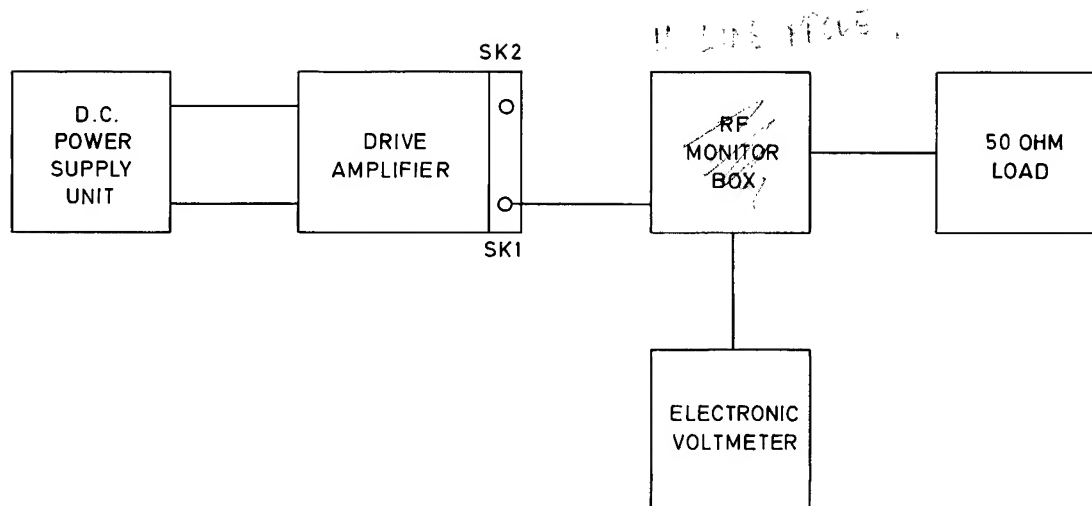 D.C.
POWER
SUPPLY
UNIT
DRIVE
AMPLIFIER
SK2
SK1
RF
MONITOR
BOX
50 OHM
LOAD
ELECTRONIC
VOLTMETER